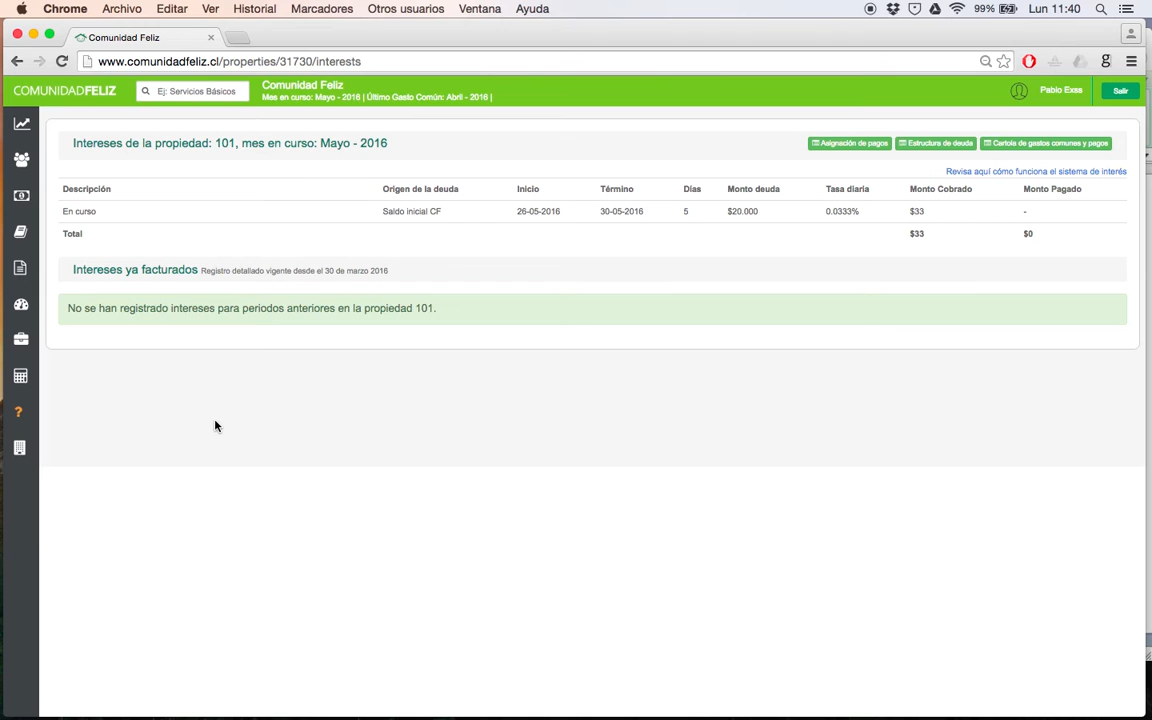 Chrome Archivo Editar Ver Historial Marcadores Otros usuarios Ventana Ayuda 99% Lun 11:40
Comunidad Feliz
www.comunidadfeliz.cl/properties/31730/interests
COMUNIDADFELIZ Ej: Servicios Básicos Comunidad Feliz Pablo Exss Salir
Mes en curso: Mayo - 2016 | Último Gasto Común: Abril - 2016 |
Intereses de la propiedad: 101, mes en curso: Mayo - 2016 Asignación de pagos Estructura de deuda Cartola de gastos comunes y pagos
Revisa aquí cómo funciona el sistema de interés
Descripción Origen de la deuda Inicio Término Días Monto deuda Tasa diaria Monto Cobrado Monto Pagado
En curso Saldo inicial CF 26-05-2016 30-05-2016 5 $20.000 0.0333% $33 -
Total $33 $0
Intereses ya facturados Registro detallado vigente desde el 30 de marzo 2016
No se han registrado intereses para periodos anteriores en la propiedad 101.
?